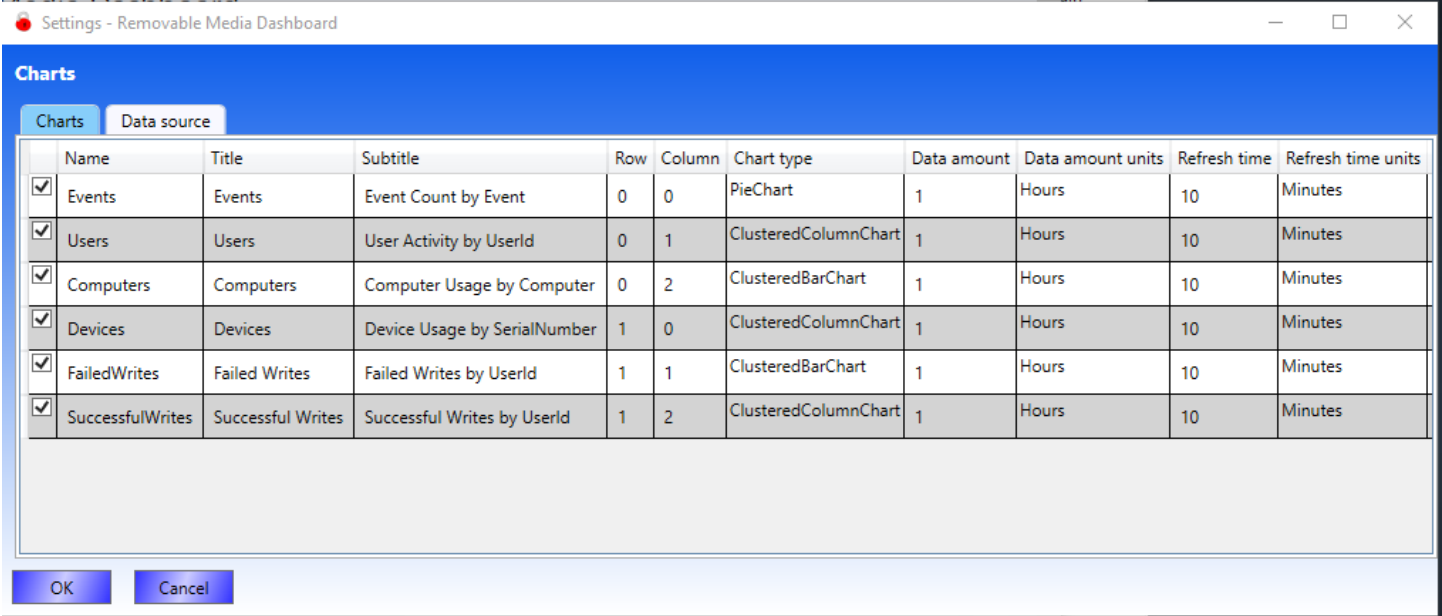 Settings - Removable Media Dashboard
Charts
Charts Data source
Name Title Subtitle Row Column Chart type Data amount Data amount units Refresh time Refresh time units
Events Events Event Count by Event 0 0 PieChart 1 Hours 10 Minutes
Users Users User Activity by UserId 0 1 ClusteredColumnChart 1 Hours 10 Minutes
Computers Computers Computer Usage by Computer 0 2 ClusteredBarChart 1 Hours 10 Minutes
Devices Devices Device Usage by SerialNumber 1 0 ClusteredColumnChart 1 Hours 10 Minutes
FailedWrites Failed Writes Failed Writes by UserId 1 1 ClusteredBarChart 1 Hours 10 Minutes
SuccessfulWrites Successful Writes Successful Writes by UserId 1 2 ClusteredColumnChart 1 Hours 10 Minutes
OK Cancel